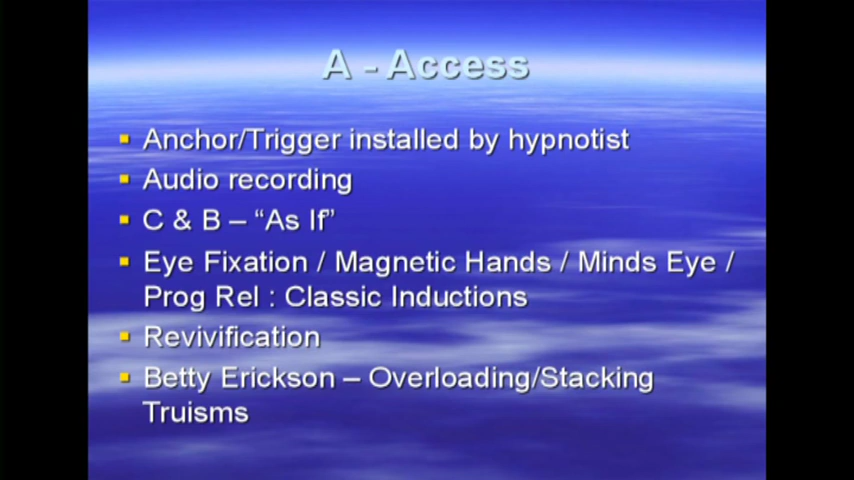 A - Access
Anchor/Trigger installed by hypnotist
Audio recording
C & B – “As If”
Eye Fixation / Magnetic Hands / Minds Eye /
Prog Rel : Classic Inductions
Revivification
Betty Erickson – Overloading/Stacking
Truisms